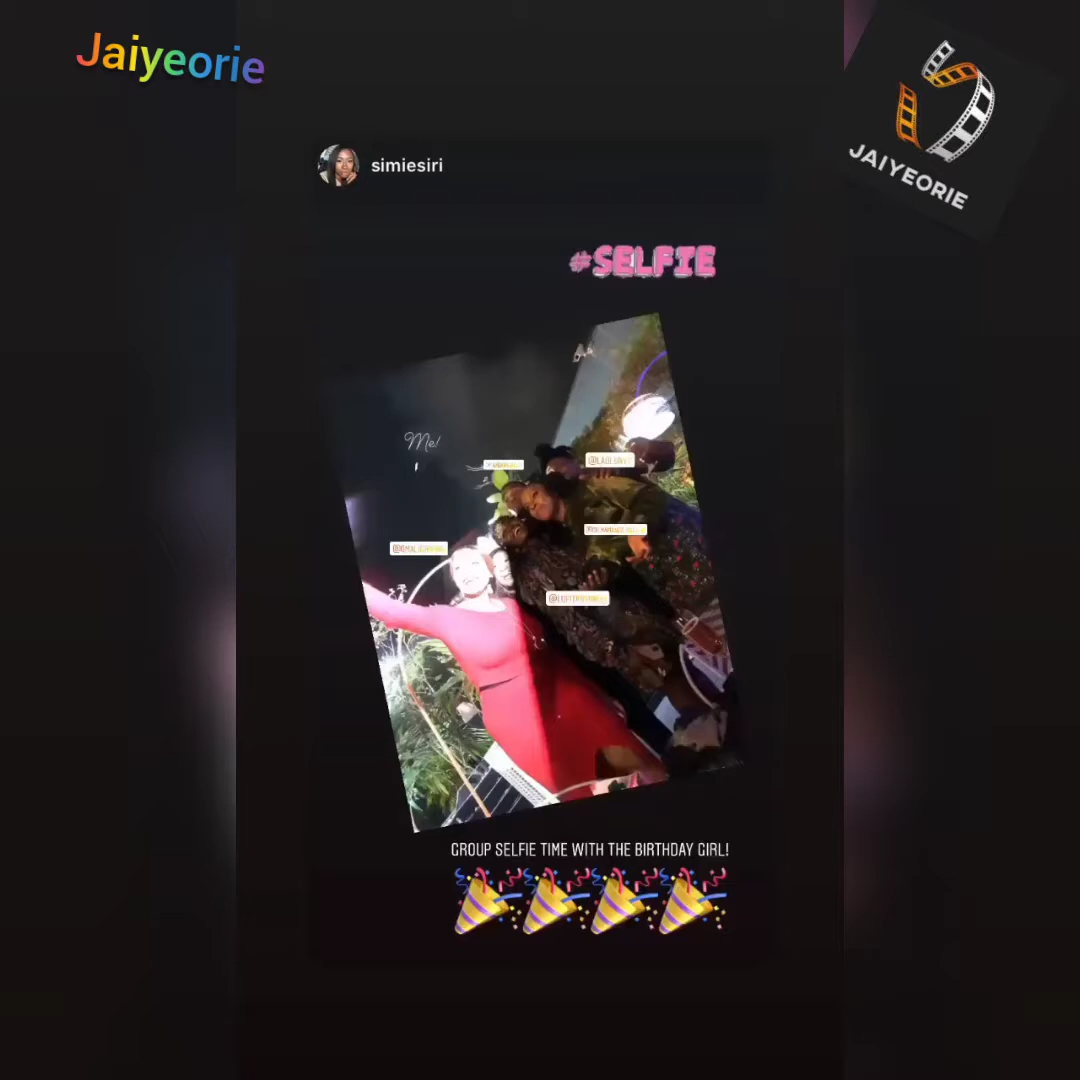 Jaiyeorie
JAIYEORIE
simiesiri
#SELFIE
Me!
GROUP SELFIE TIME WITH THE BIRTHDAY GIRL!